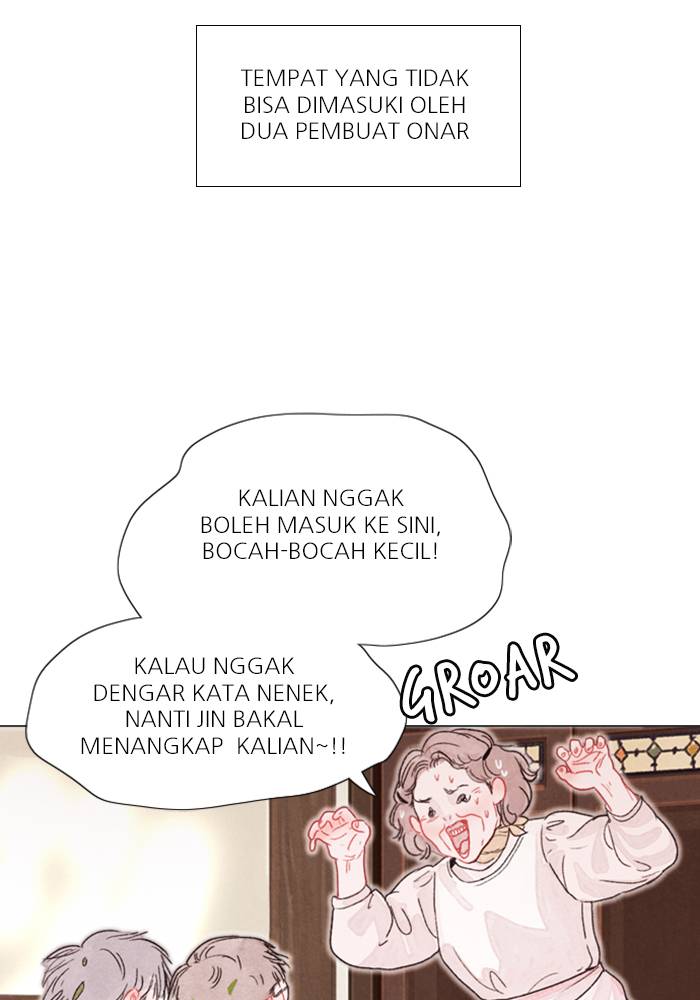 TEMPAT YANG TIDAK
BISA DIMASUKI OLEH
DUA PEMBUAT ONAR
KALIAN NGGAK
BOLEH MASUK KE SINI,
BOCAH-BOCAH KECIL!
KALAU NGGAK
DENGAR KATA NENEK,
NANTI JIN BAKAL
MENANGKAP KALIAN~!!
GROAR